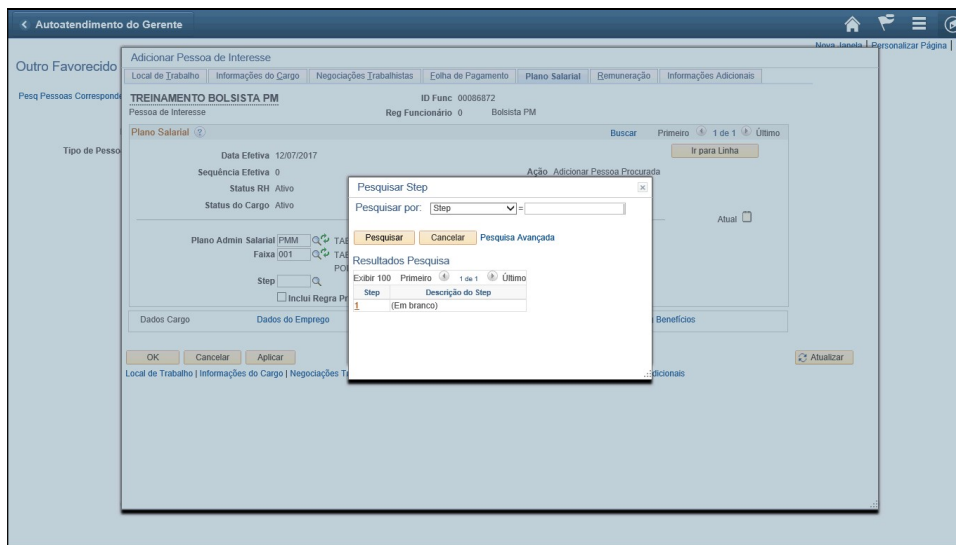 Autoatendimento do Gerente
Nova Janela | Personalizar Página |
Outro Favorecido
Adicionar Pessoa de Interesse
Local de Trabalho Informações do Cargo Negociações Trabalhistas Folha de Pagamento Plano Salarial Remuneração Informações Adicionais
Pesq Pessoas Corresponde
TREINAMENTO BOLSISTA PM ID Func 00086872
Pessoa de Interesse Reg Funcionário 0 Bolsista PM
Plano Salarial Buscar Primeiro 1 de 1 Último
Tipo de Pesso
Data Efetiva 12/07/2017 Ir para Linha
Sequência Efetiva 0 Ação Adicionar Pessoa Procurada
Status RH Ativo
Status do Cargo Ativo
Atual
Plano Admin Salarial PMM TAB
Faixa 001 TAB
Step
Inclui Regra Pr
Pesquisar Step
Pesquisar por: Step =
Pesquisar Cancelar Pesquisa Avançada
Resultados Pesquisa
Exibir 100 Primeiro 1 de 1 Último
Step Descrição do Step
1 (Em branco)
Dados Cargo Dados do Emprego Benefícios
OK Cancelar Aplicar Atualizar
Local de Trabalho | Informações do Cargo | Negociações T dicionais